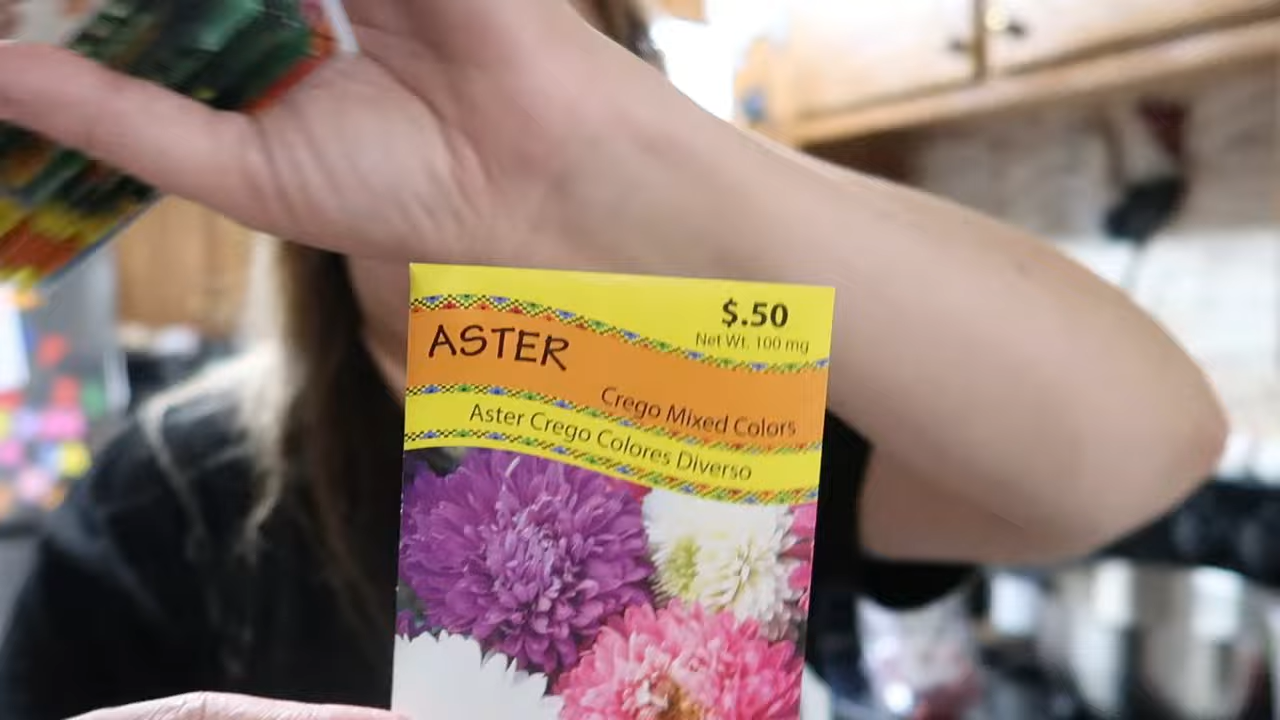 $.50
Net Wt. 100 mg
ASTER
Crego Mixed Colors
Aster Crego Colores Diverso